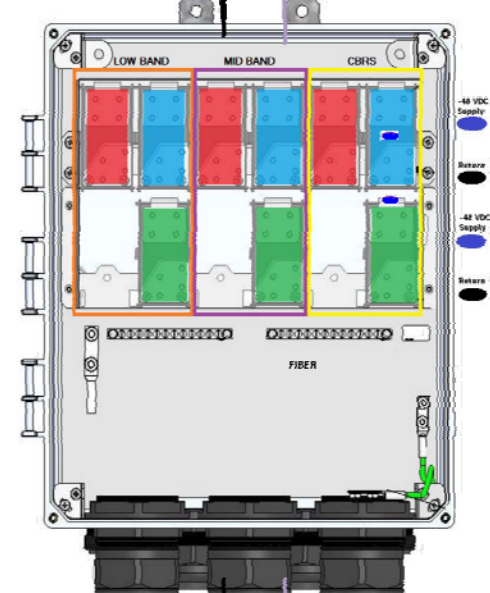 LOW BAND
MID BAND
CBRS
-48 VDC
Supply
Return
-48 VDC
Supply
Return
FIBER